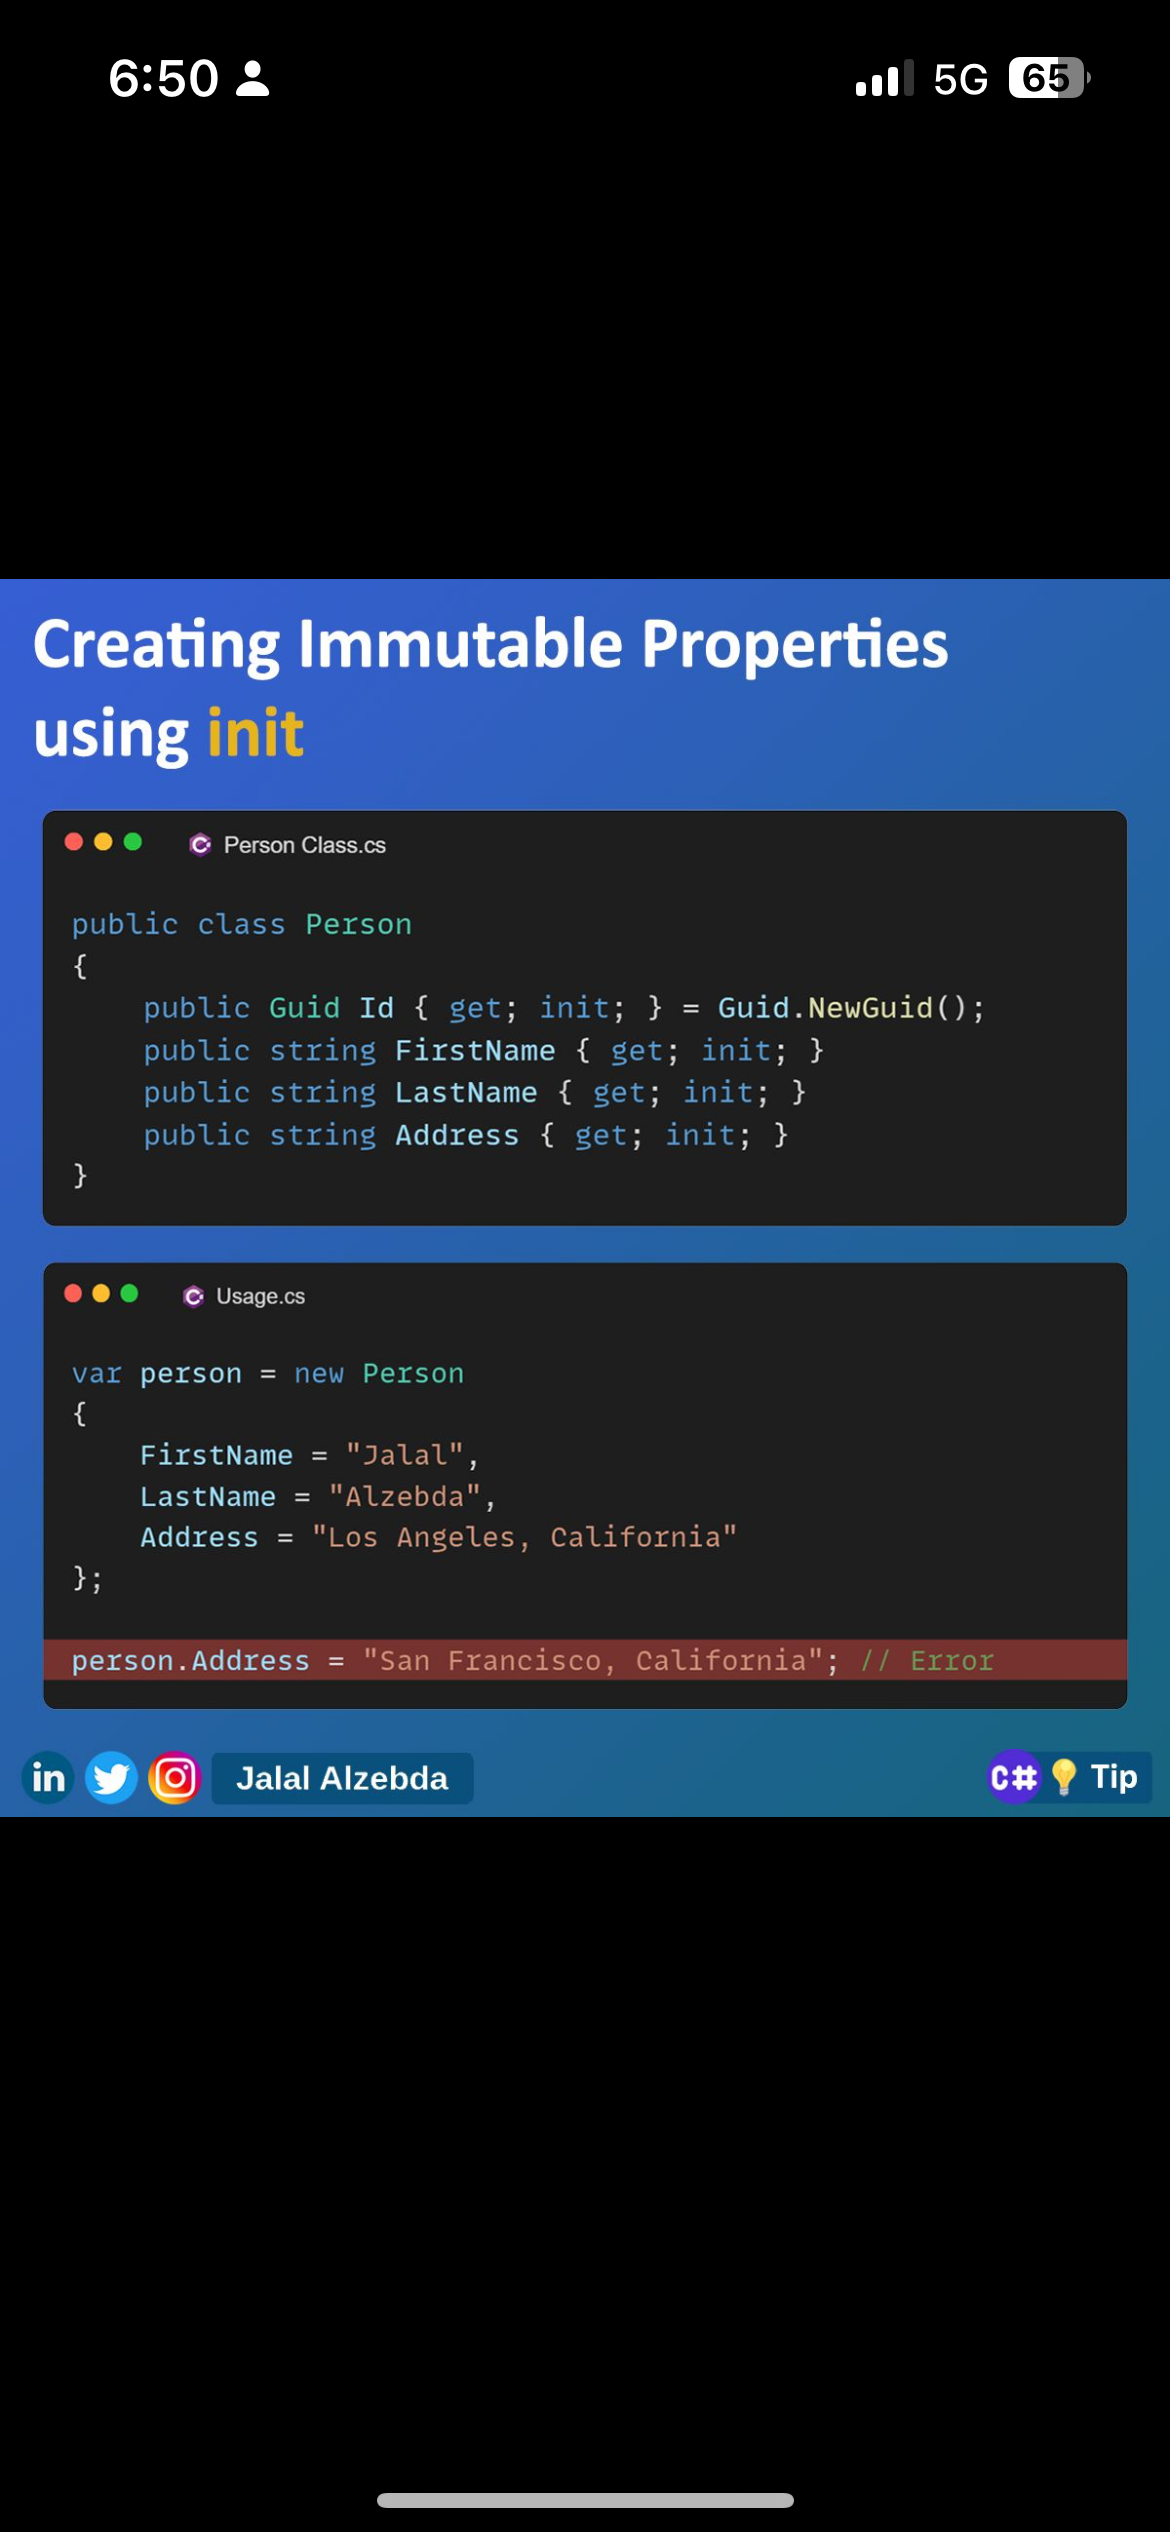 6:50 5G 65
Creating Immutable Properties
using init
Person Class.cs
public class Person
{
    public Guid Id { get; init; } = Guid.NewGuid();
    public string FirstName { get; init; }
    public string LastName { get; init; }
    public string Address { get; init; }
}
Usage.cs
var person = new Person
{
    FirstName = "Jalal",
    LastName = "Alzebda",
    Address = "Los Angeles, California"
};
person.Address = "San Francisco, California"; // Error
in Jalal Alzebda C# Tip